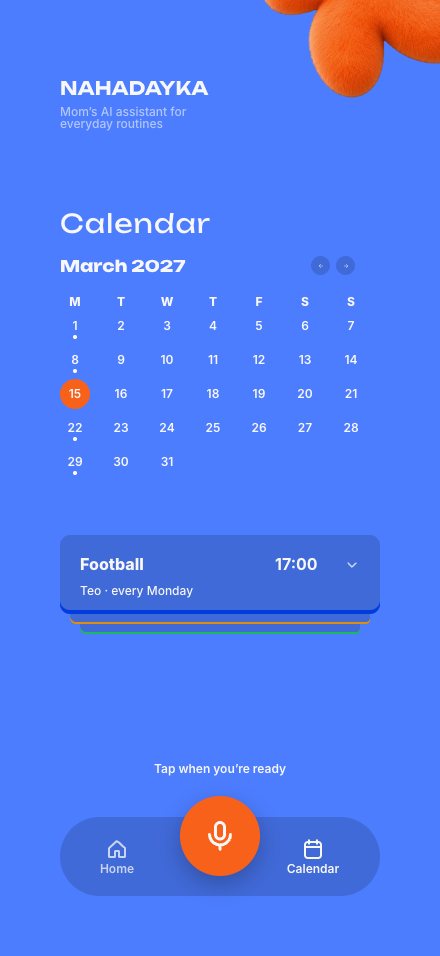 NAHADAYKA
Mom's AI assistant for
everyday routines
Calendar
March 2027
M T W T F S S
1 2 3 4 5 6 7
8 9 10 11 12 13 14
15 16 17 18 19 20 21
22 23 24 25 26 27 28
29 30 31
Football 17:00
Teo · every Monday
Tap when you're ready
Home Calendar